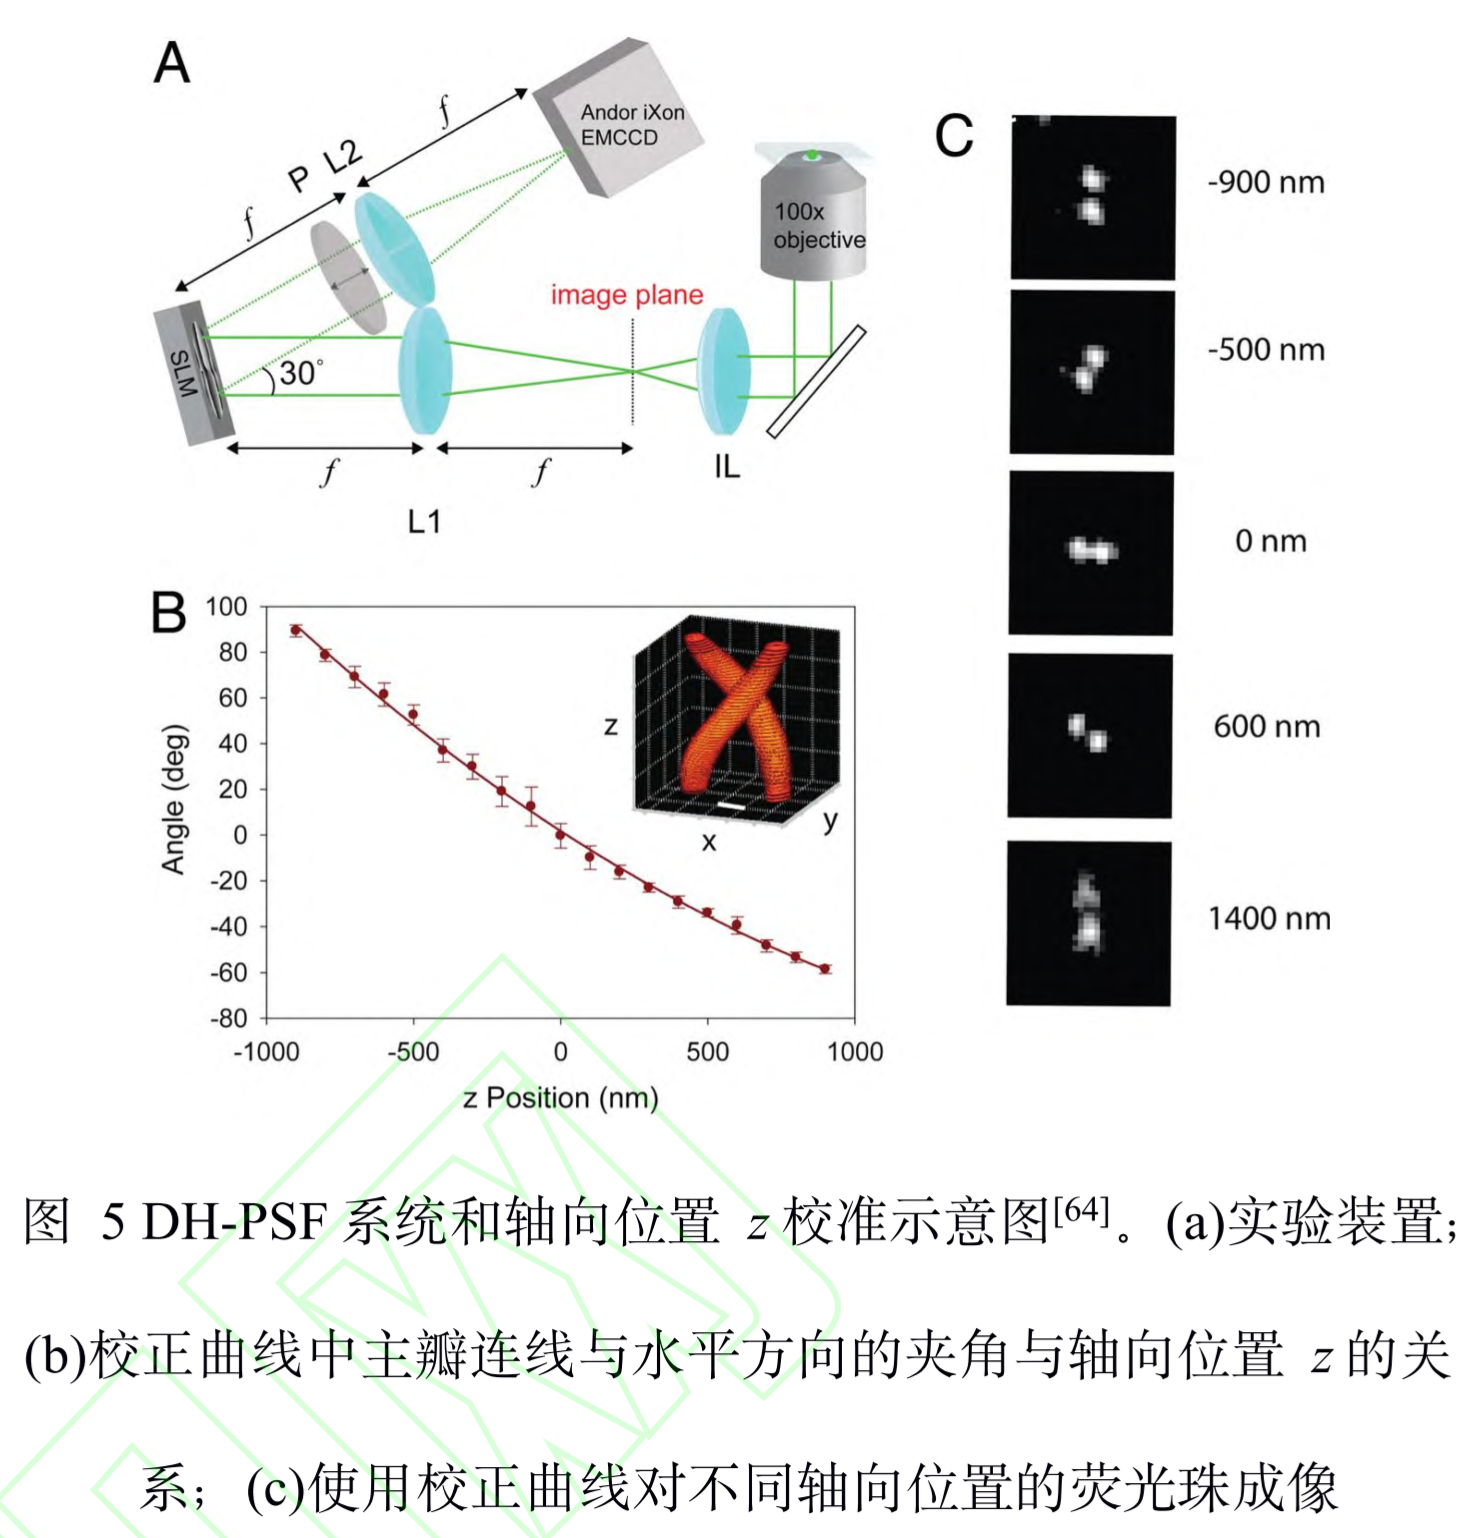 A
f
Andor iXon
EMCCD
P L2
f
100x
objective
image plane
SLM
30°
f
f
IL
L1
C
-900 nm
-500 nm
0 nm
600 nm
1400 nm
B
100
80
60
40
20
0
-20
-40
-60
-80
Angle (deg)
-1000 -500 0 500 1000
z Position (nm)
z
x
y
图 5 DH-PSF 系统和轴向位置 z 校准示意图[64]。(a)实验装置;
(b)校正曲线中主瓣连线与水平方向的夹角与轴向位置 z 的关
系；(c)使用校正曲线对不同轴向位置的荧光珠成像